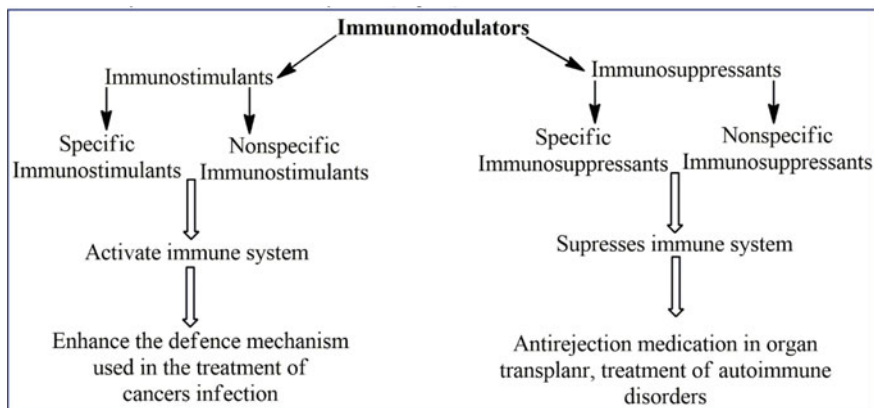 Immunomodulators
Immunostimulants
Immunosuppressants
Specific
Immunostimulants
Nonspecific
Immunostimulants
Specific
Immunosuppressants
Nonspecific
Immunosuppressants
Activate immune system
Supresses immune system
Enhance the defence mechanism
used in the treatment of
cancers infection
Antirejection medication in organ
transplanr, treatment of autoimmune
disorders